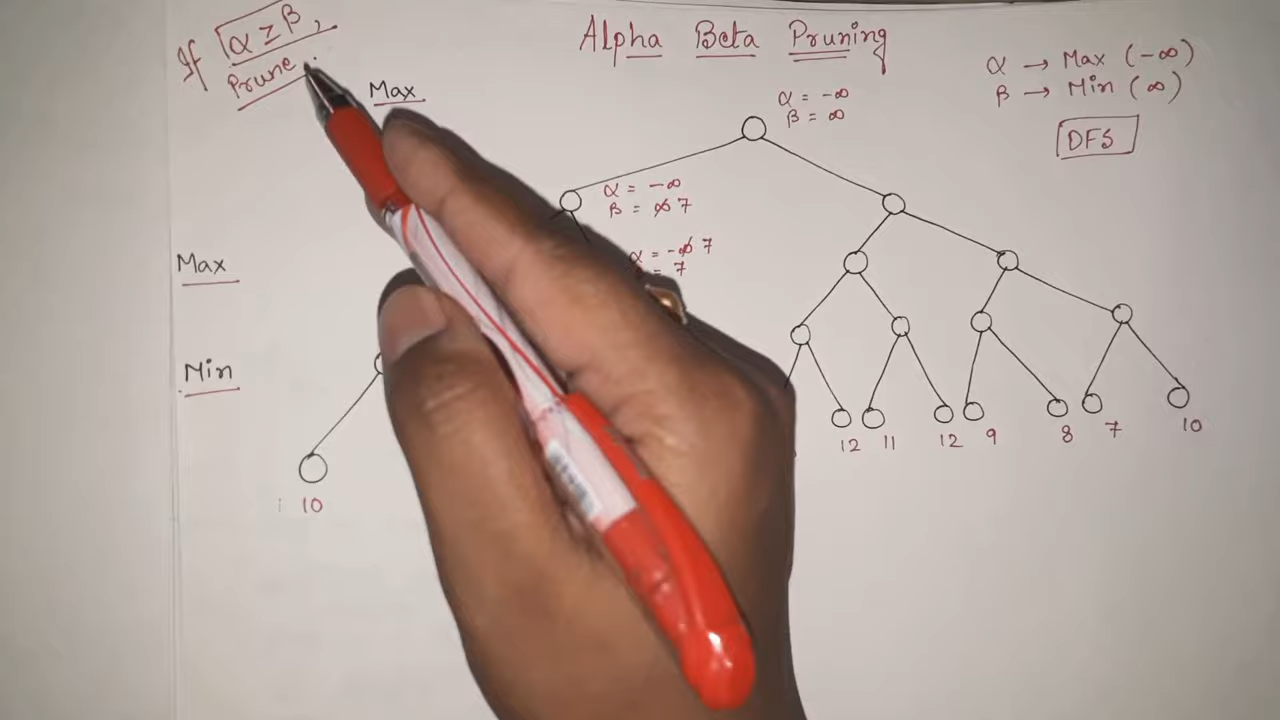 If α ≥ β,
Prune
Alpha Beta Pruning
α → Max (-∞)
β → Min (∞)
DFS
Max
α = -∞
β = ∞
α = -∞
β = ∞ 7
α = -∞ 7
= 7
Max
Min
10
12 11 12 9 8 7 10